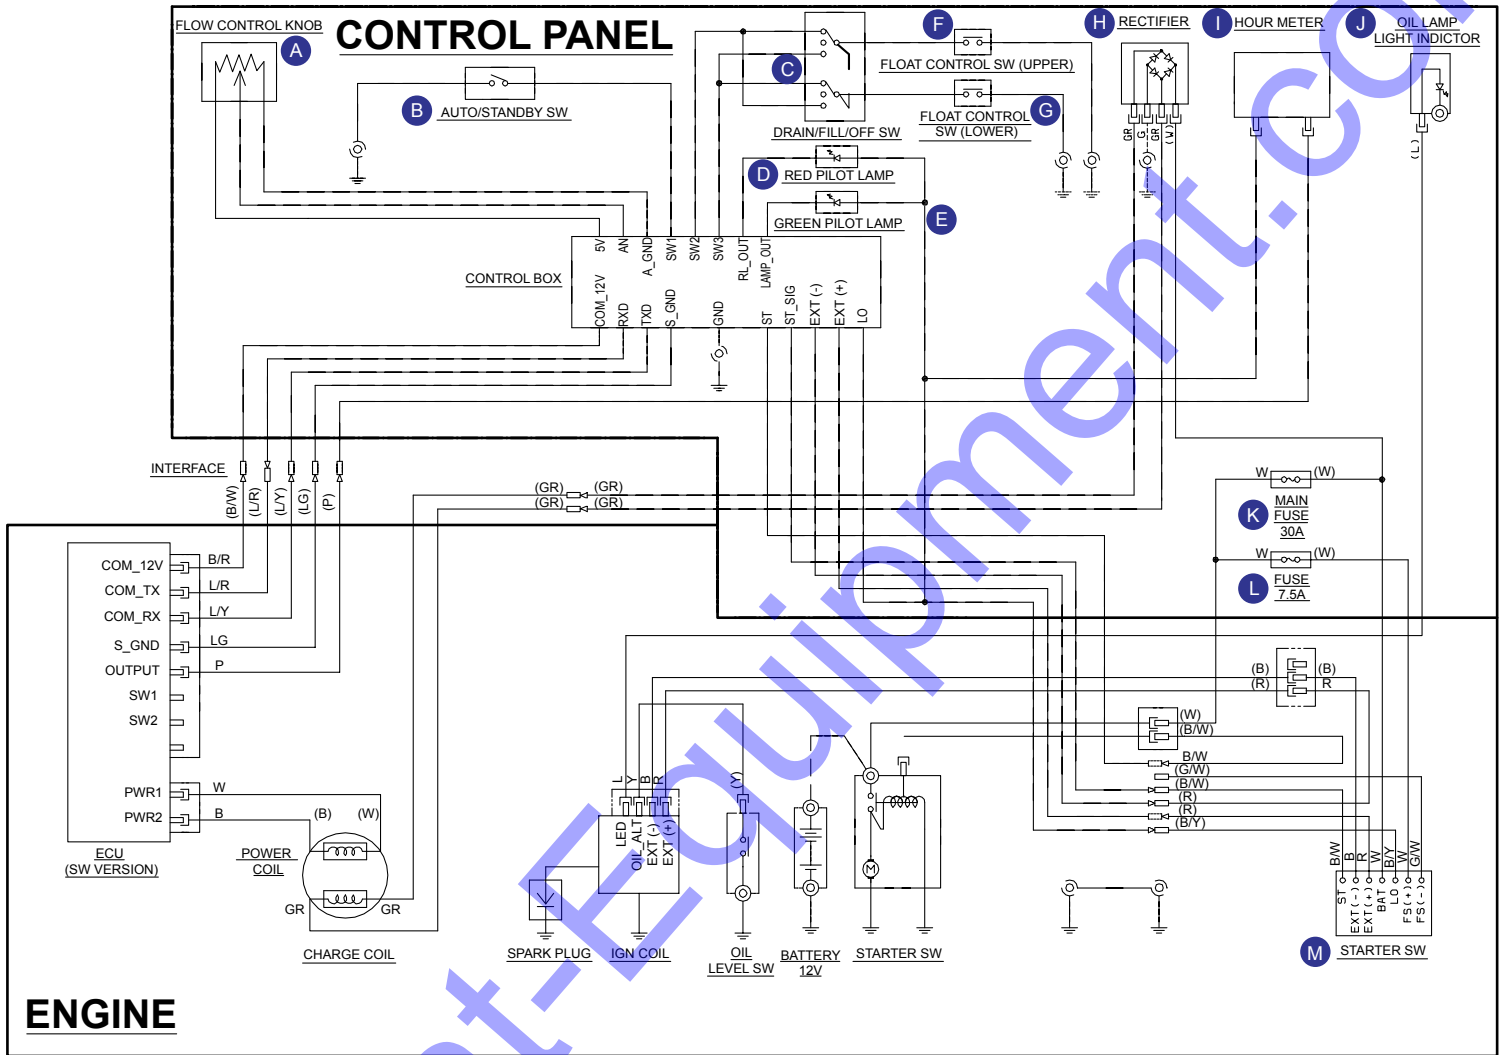 FLOW CONTROL KNOB
A
CONTROL PANEL
B
AUTO/STANDBY SW
C
DRAIN/FILL/OFF SW
F
FLOAT CONTROL SW (UPPER)
FLOAT CONTROL
SW (LOWER)
G
H
RECTIFIER
GR
G
GR
(W)
I
HOUR METER
J
OIL LAMP
LIGHT INDICTOR
(L)
D
RED PILOT LAMP
GREEN PILOT LAMP
E
CONTROL BOX
5V
AN
A_GND
SW1
SW2
SW3
RL_OUT
LAMP_OUT
COM_12V
RXD
TXD
S_GND
GND
ST
ST_SIG
EXT (-)
EXT (+)
LO
INTERFACE
(B/W)
(L/R)
(L/Y)
(LG)
(P)
(GR)
(GR)
(GR)
(GR)
W
(W)
K
MAIN
FUSE
30A
W
(W)
L
FUSE
7.5A
COM_12V
B/R
COM_TX
L/R
COM_RX
L/Y
S_GND
LG
OUTPUT
P
SW1
SW2
PWR1
W
PWR2
B
(B)
(W)
ECU
(SW VERSION)
POWER
COIL
GR
GR
CHARGE COIL
L
Y
B
R
LED
OIL_ALT
EXT (-)
EXT (+)
(Y)
SPARK PLUG
IGN COIL
OIL
LEVEL SW
BATTERY
12V
M
STARTER SW
(B)
(B)
(R)
R
(W)
(B/W)
B/W
(G/W)
(B/W)
(R)
(R)
(B/Y)
B/W
B
R
W
B/Y
W
G/W
ST
EXT(-)
EXT(+)
BAT
LO
FS(+)
FS(-)
M
STARTER SW
ENGINE
t-Equipment.co